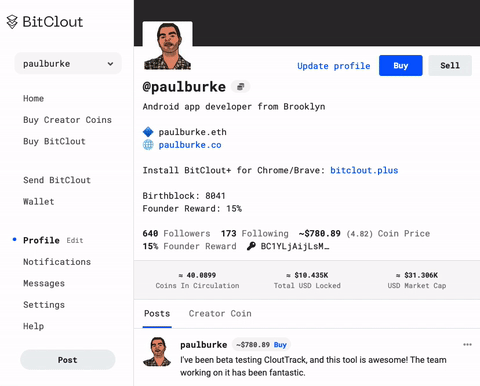 BitClout
paulburke
Home
Buy Creator Coins
Buy BitClout
Send BitClout
Wallet
Profile Edit
Notifications
Messages
Settings
Help
Post
Update profile Buy Sell
@paulburke
Android app developer from Brooklyn
paulburke.eth
paulburke.co
Install BitClout+ for Chrome/Brave: bitclout.plus
Birthblock: 8041
Founder Reward: 15%
640 Followers 173 Following ~$780.89 (4.82) Coin Price
15% Founder Reward BC1YLjAijLsM…
≈ 40.0899 ≈ $10.435K ≈ $31.306K
Coins In Circulation Total USD Locked USD Market Cap
Posts Creator Coin
paulburke ~$780.89 Buy
I've been beta testing CloutTrack, and this tool is awesome! The team
working on it has been fantastic.